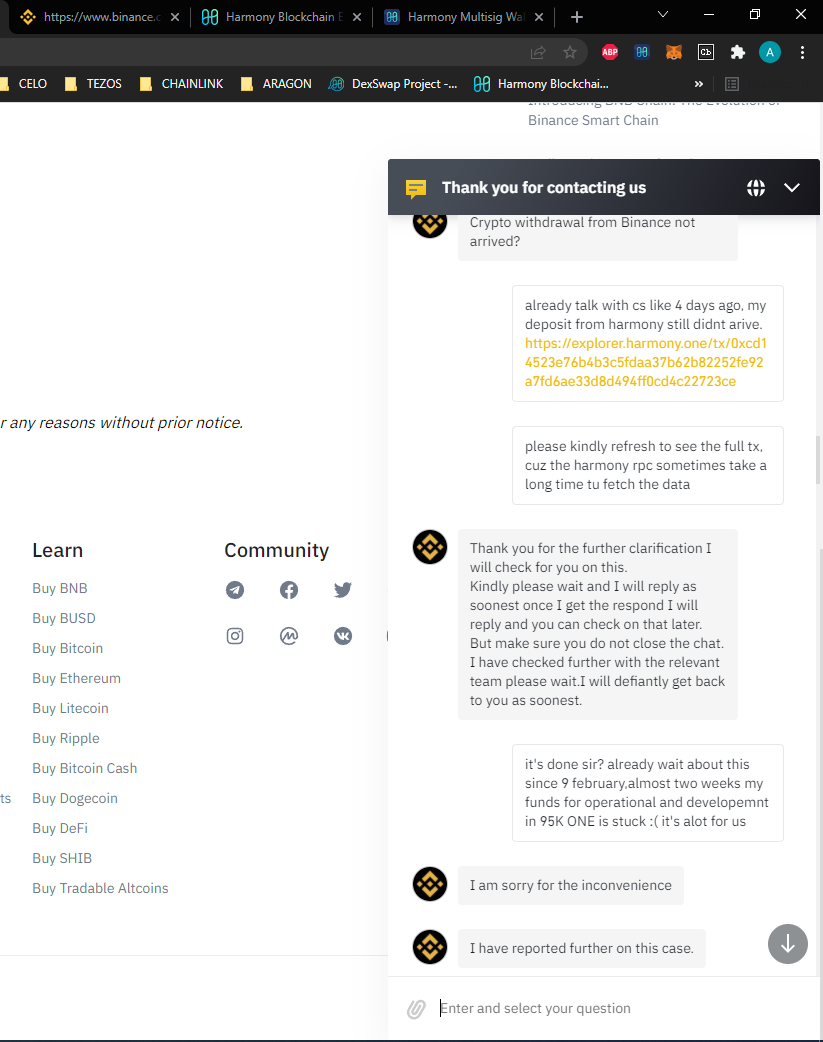 https://www.binance.c
Harmony Blockchain E
Harmony Multisig Wal
ABP
A
CELO
TEZOS
CHAINLINK
ARAGON
DexSwap Project -...
Harmony Blockchai...
»
Introducing BNB Chain: The Evolution of
Binance Smart Chain
Thank you for contacting us
Crypto withdrawal from Binance not
arrived?
already talk with cs like 4 days ago, my
deposit from harmony still didnt arive.
https://explorer.harmony.one/tx/0xcd1
4523e76b4b3c5fdaa37b62b82252fe92
a7fd6ae33d8d494ff0cd4c22723ce
please kindly refresh to see the full tx,
cuz the harmony rpc sometimes take a
long time tu fetch the data
Thank you for the further clarification I
will check for you on this.
Kindly please wait and I will reply as
soonest once I get the respond I will
reply and you can check on that later.
But make sure you do not close the chat.
I have checked further with the relevant
team please wait.I will defiantly get back
to you as soonest.
it's done sir? already wait about this
since 9 february,almost two weeks my
funds for operational and developemnt
in 95K ONE is stuck :( it's alot for us
I am sorry for the inconvenience
I have reported further on this case.
Enter and select your question
r any reasons without prior notice.
Learn
Buy BNB
Buy BUSD
Buy Bitcoin
Buy Ethereum
Buy Litecoin
Buy Ripple
Buy Bitcoin Cash
ts
Buy Dogecoin
Buy DeFi
Buy SHIB
Buy Tradable Altcoins
Community